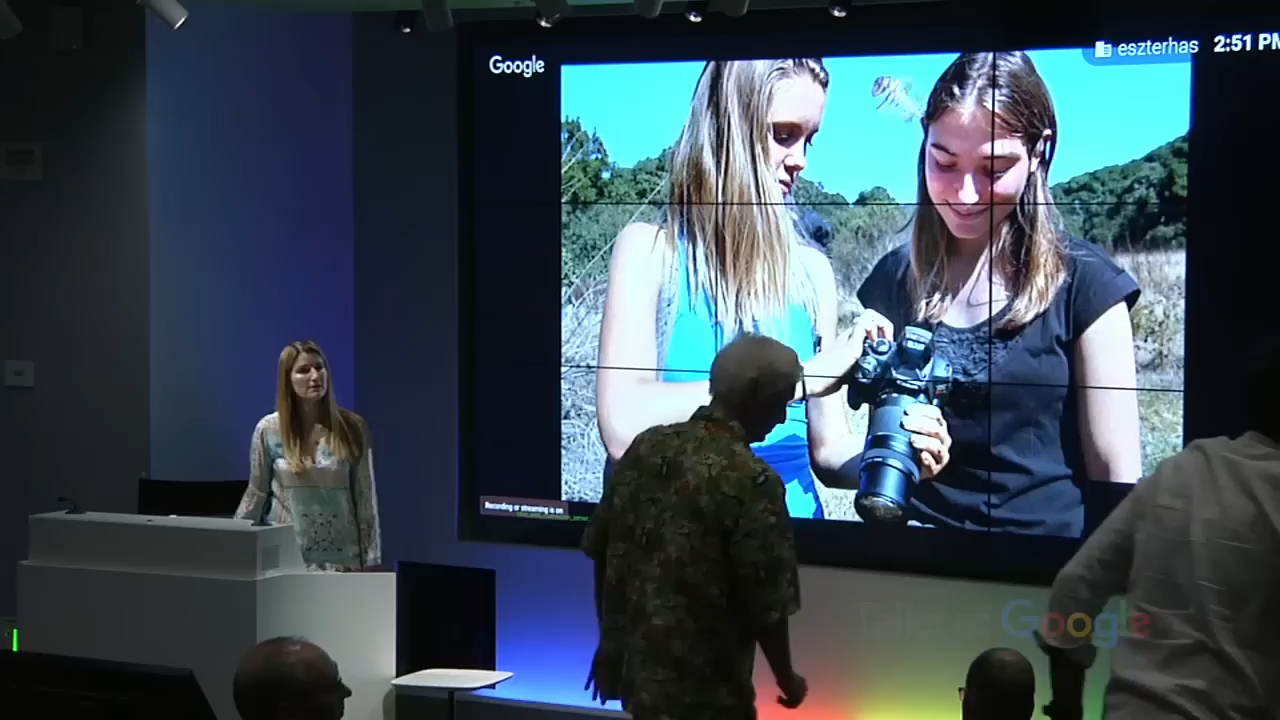 Google
eszterhas 2:51 PM
Recording or streaming is on
Talks at Google